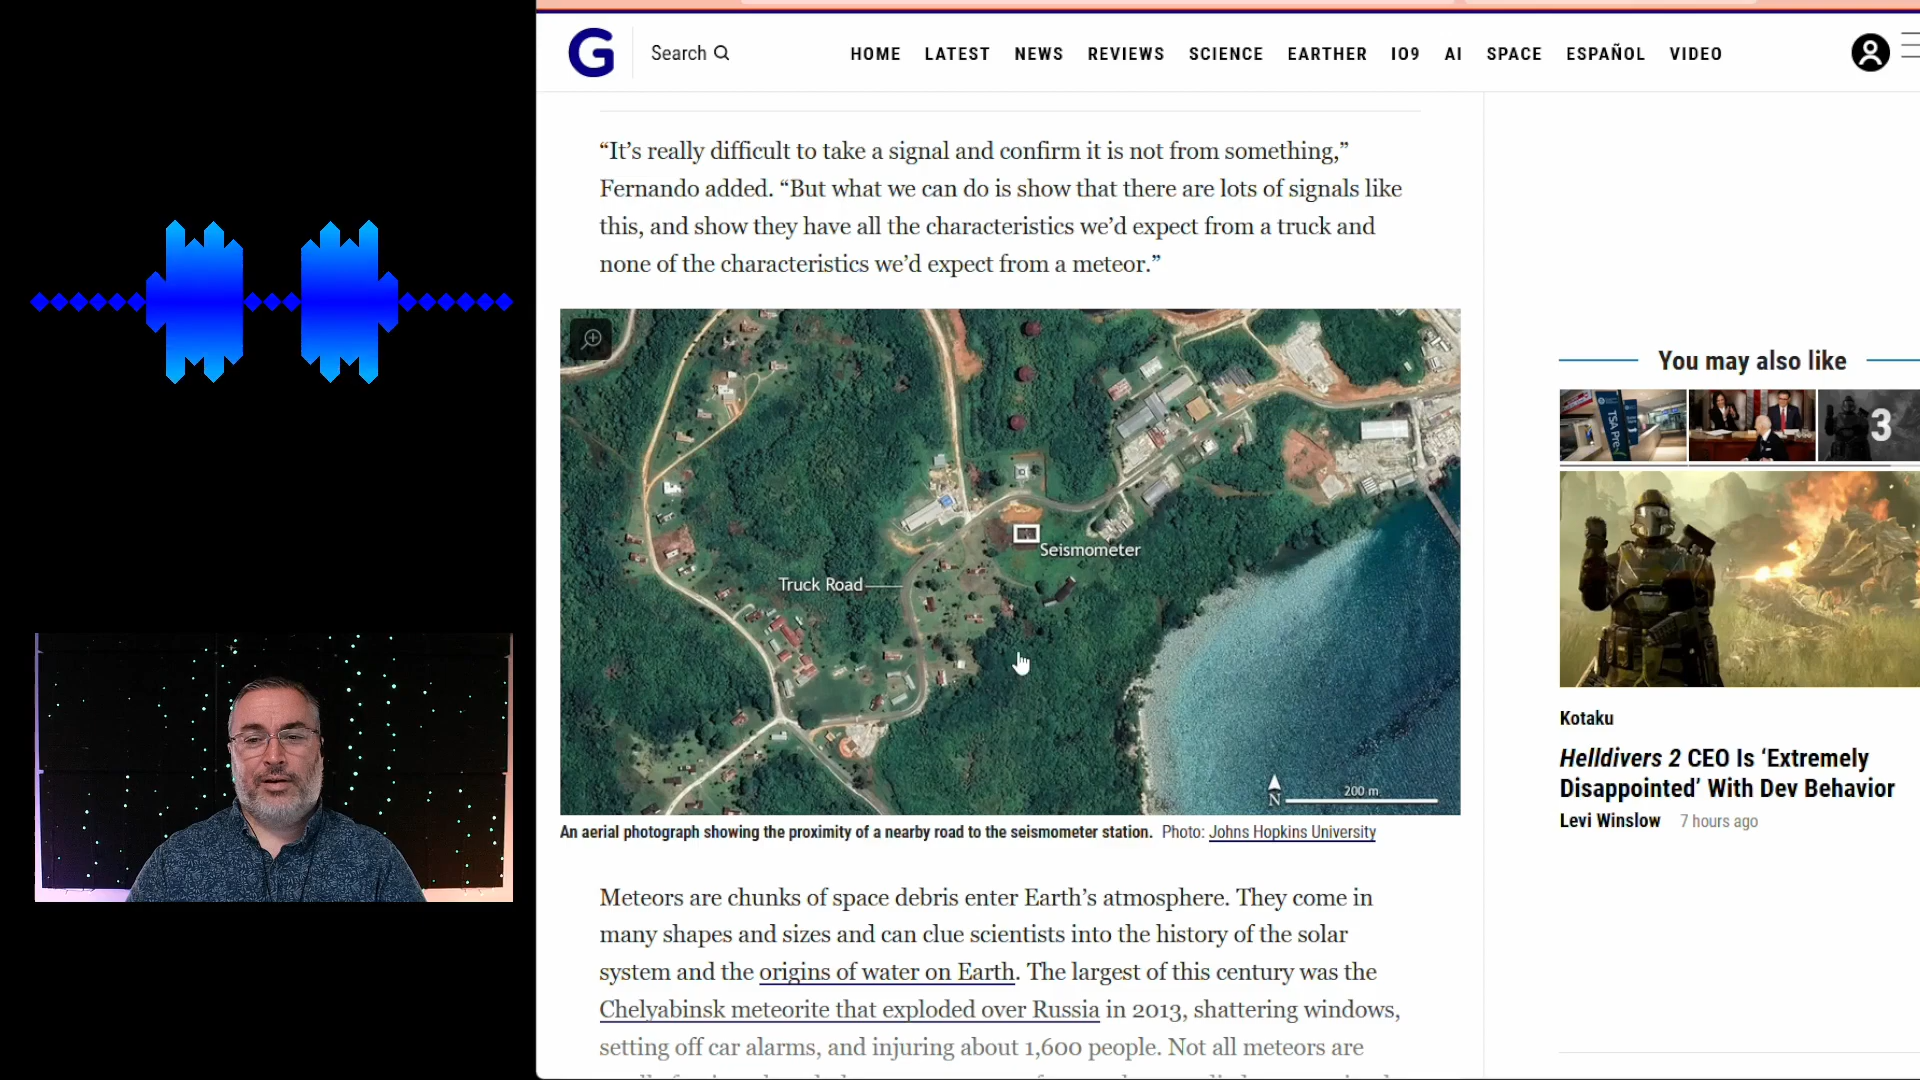 G
Search
HOME LATEST NEWS REVIEWS SCIENCE EARTHER IO9 AI SPACE ESPAÑOL VIDEO
“It’s really difficult to take a signal and confirm it is not from something,”
Fernando added. “But what we can do is show that there are lots of signals like
this, and show they have all the characteristics we’d expect from a truck and
none of the characteristics we’d expect from a meteor.”
Seismometer
Truck Road
N
200 m
An aerial photograph showing the proximity of a nearby road to the seismometer station. Photo: Johns Hopkins University
Meteors are chunks of space debris enter Earth’s atmosphere. They come in
many shapes and sizes and can clue scientists into the history of the solar
system and the origins of water on Earth. The largest of this century was the
Chelyabinsk meteorite that exploded over Russia in 2013, shattering windows,
setting off car alarms, and injuring about 1,600 people. Not all meteors are
You may also like
TSA Pre
3
Kotaku
Helldivers 2 CEO Is ‘Extremely
Disappointed’ With Dev Behavior
Levi Winslow 7 hours ago